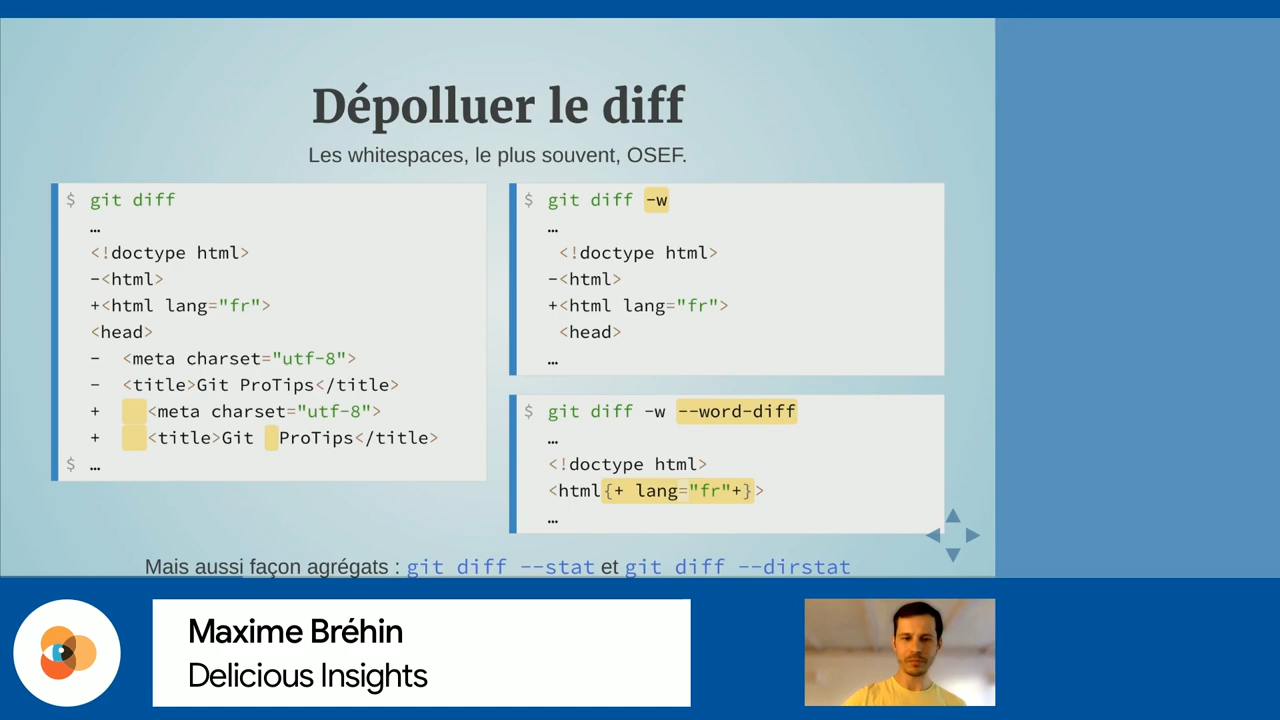 Dépolluer le diff
Les whitespaces, le plus souvent, OSEF.
$ git diff
…
<!doctype html>
-<html>
+<html lang="fr">
<head>
-  <meta charset="utf-8">
-  <title>Git ProTips</title>
+    <meta charset="utf-8">
+    <title>Git  ProTips</title>
$ …
$ git diff -w
…
 <!doctype html>
-<html>
+<html lang="fr">
 <head>
…
$ git diff -w --word-diff
…
<!doctype html>
<html{+ lang="fr"+}>
…
Mais aussi façon agrégats : git diff --stat et git diff --dirstat
Maxime Bréhin
Delicious Insights